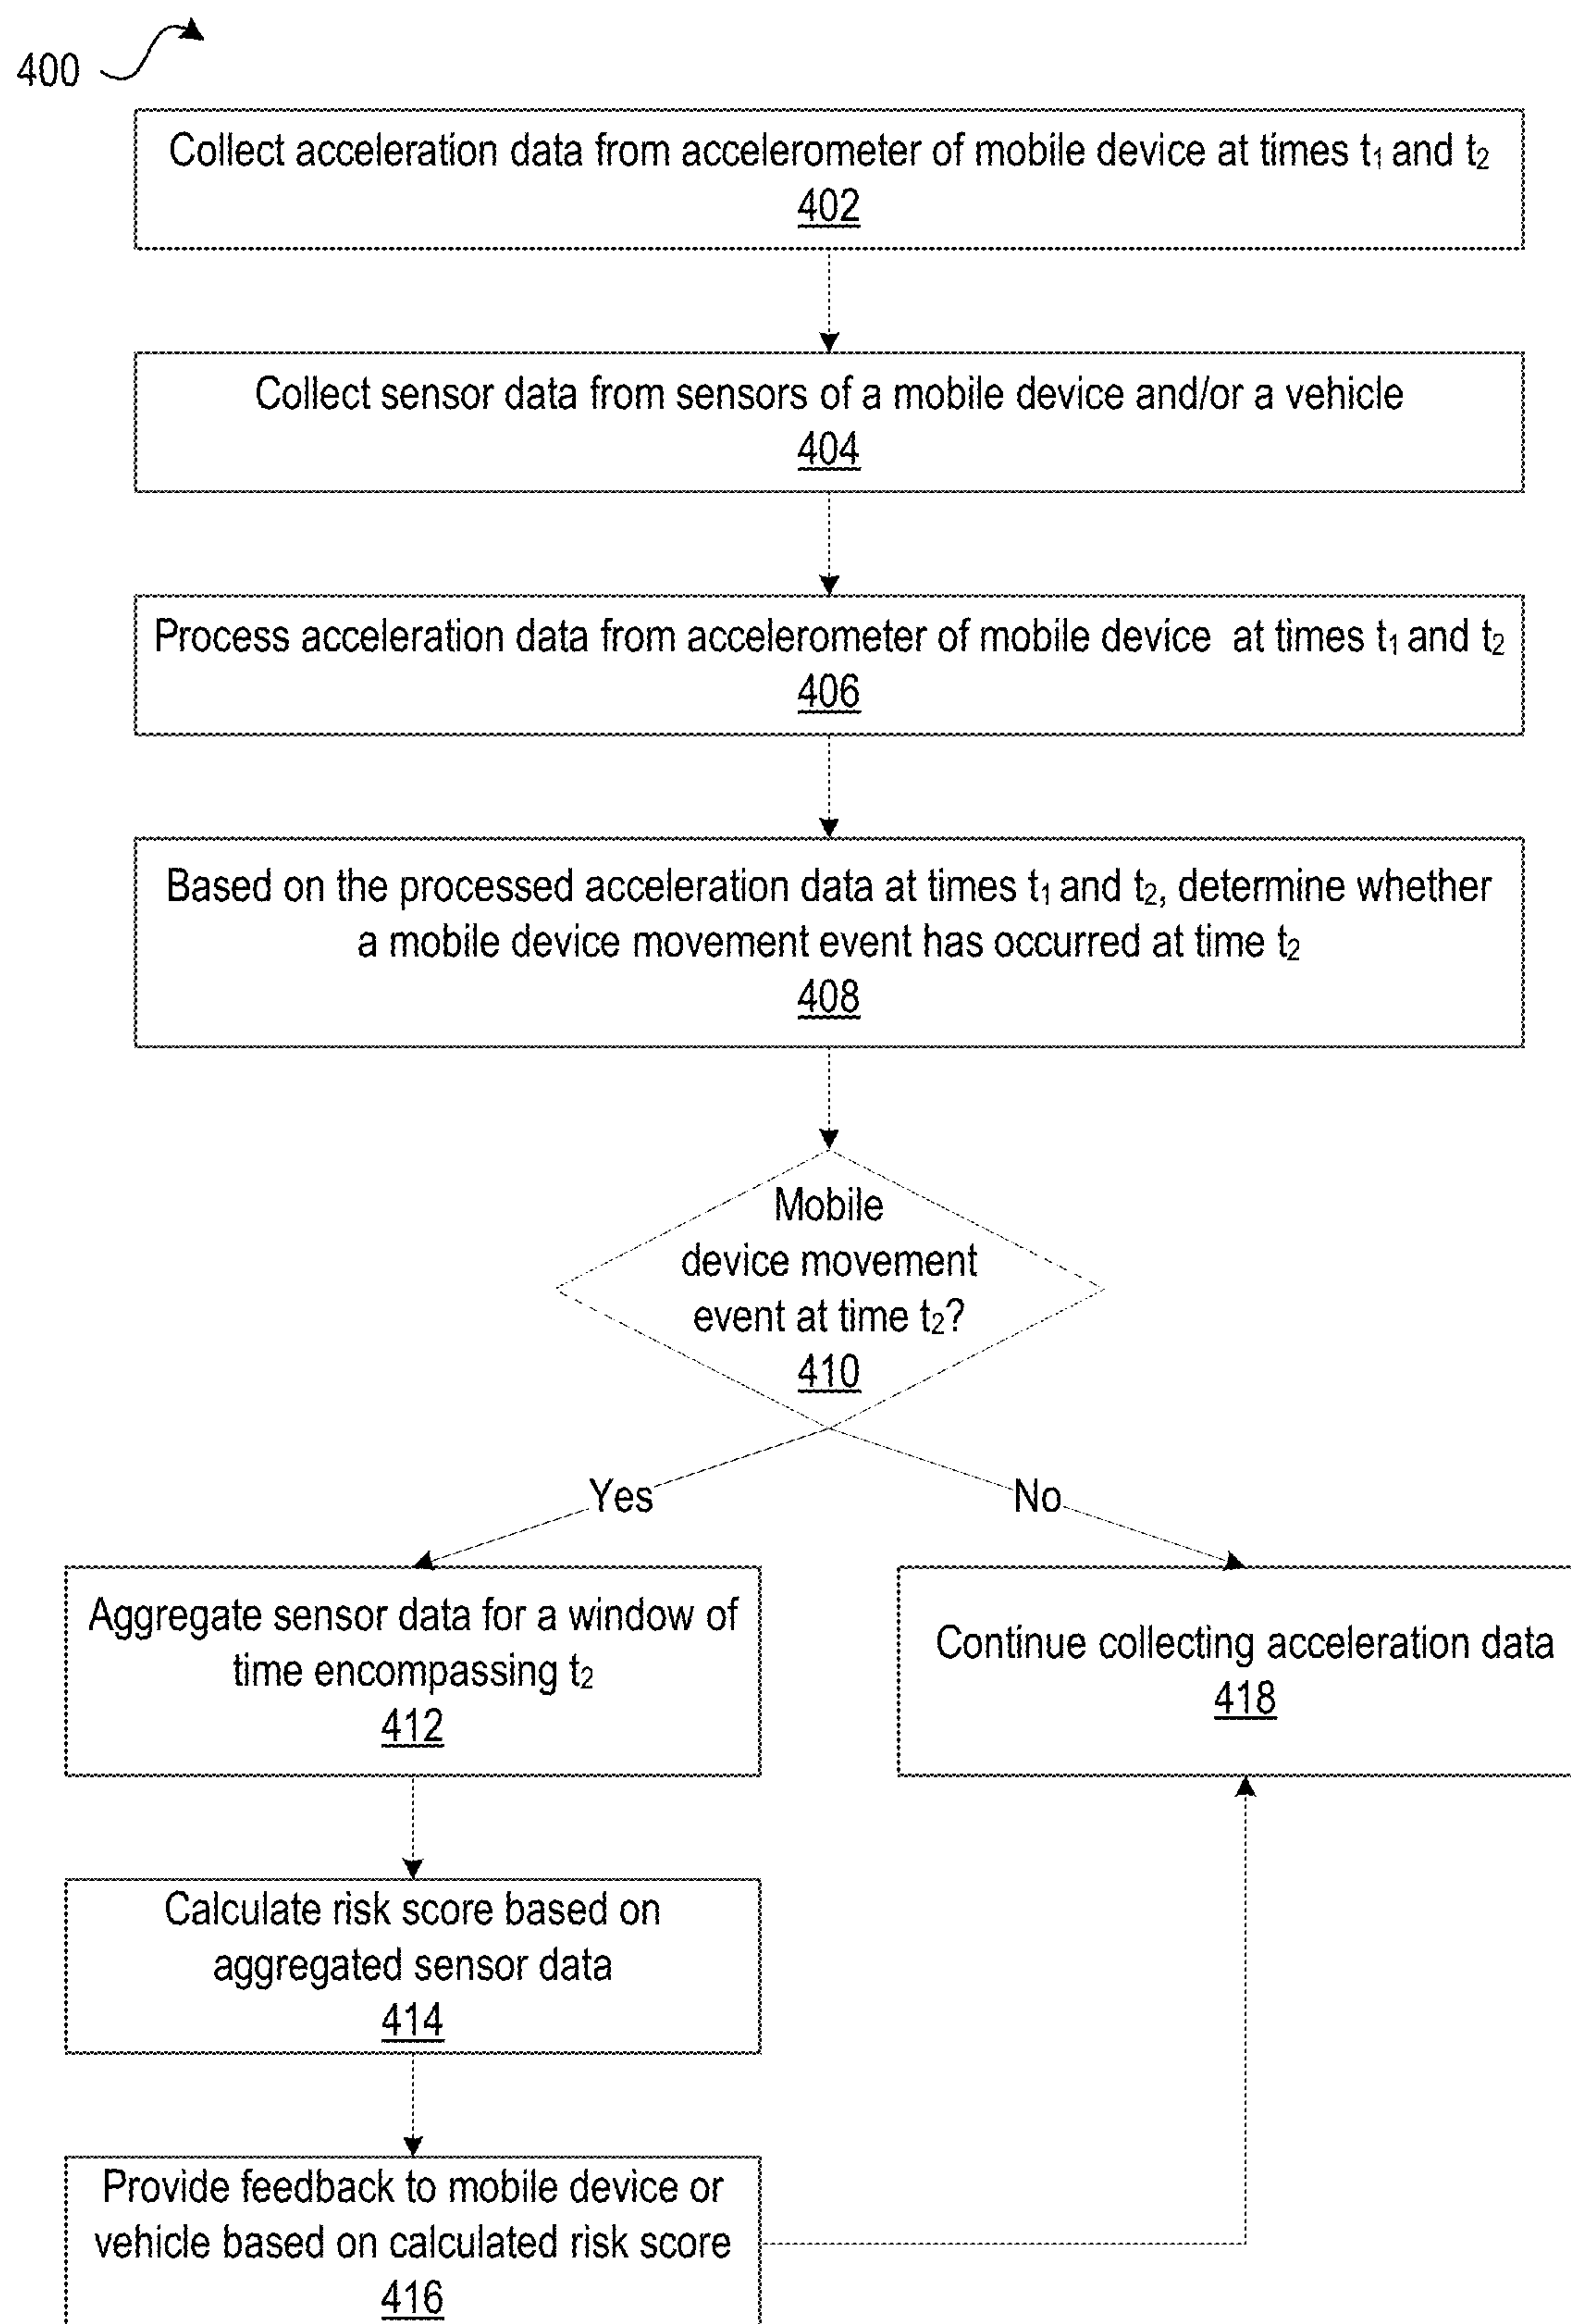 400
Collect acceleration data from accelerometer of mobile device at times t₁ and t₂
402
Collect sensor data from sensors of a mobile device and/or a vehicle
404
Process acceleration data from accelerometer of mobile device at times t₁ and t₂
406
Based on the processed acceleration data at times t₁ and t₂, determine whether
a mobile device movement event has occurred at time t₂
408
Mobile
device movement
event at time t₂?
410
Yes
No
Aggregate sensor data for a window of
time encompassing t₂
412
Continue collecting acceleration data
418
Calculate risk score based on
aggregated sensor data
414
Provide feedback to mobile device or
vehicle based on calculated risk score
416